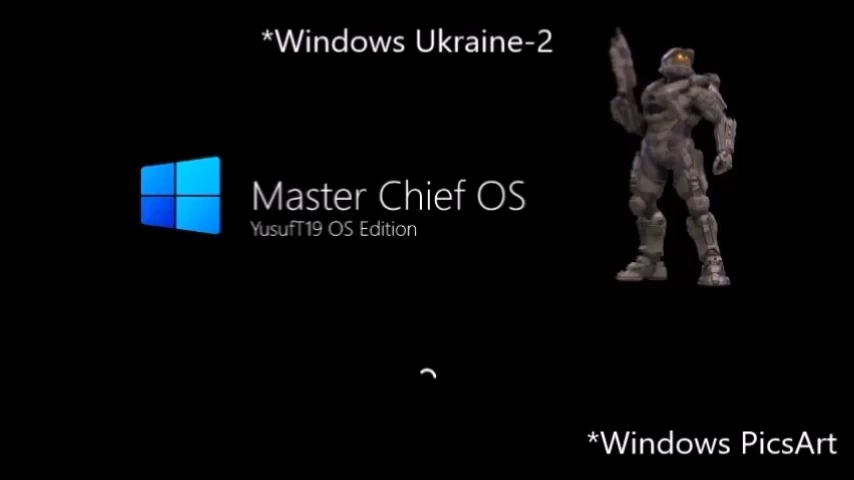 *Windows Ukraine-2
Master Chief OS
YusufT19 OS Edition
*Windows PicsArt